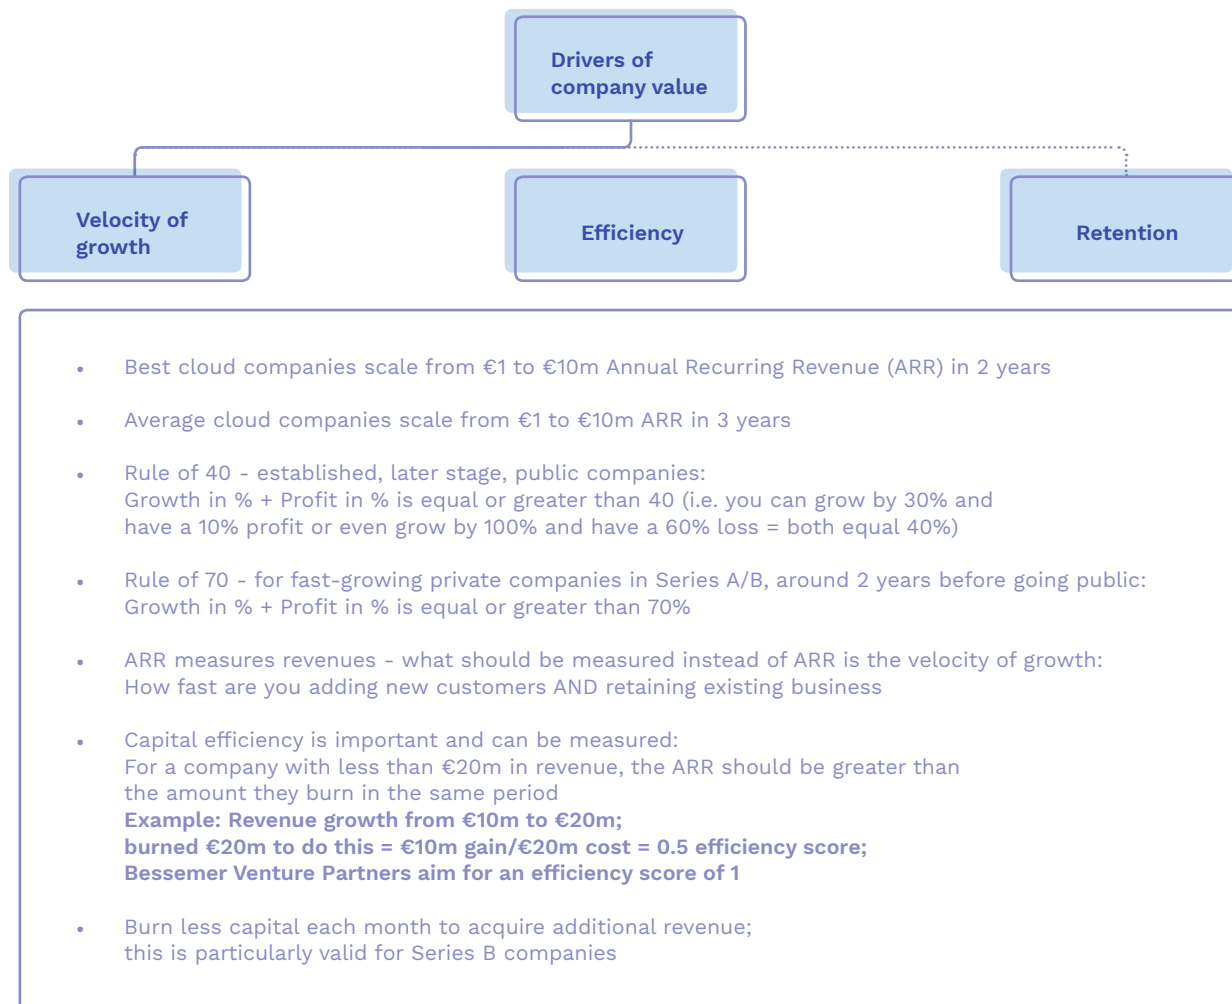 Drivers of
company value
Velocity of
growth
Efficiency
Retention
• Best cloud companies scale from €1 to €10m Annual Recurring Revenue (ARR) in 2 years
• Average cloud companies scale from €1 to €10m ARR in 3 years
• Rule of 40 - established, later stage, public companies:
Growth in % + Profit in % is equal or greater than 40 (i.e. you can grow by 30% and
have a 10% profit or even grow by 100% and have a 60% loss = both equal 40%)
• Rule of 70 - for fast-growing private companies in Series A/B, around 2 years before going public:
Growth in % + Profit in % is equal or greater than 70%
• ARR measures revenues - what should be measured instead of ARR is the velocity of growth:
How fast are you adding new customers AND retaining existing business
• Capital efficiency is important and can be measured:
For a company with less than €20m in revenue, the ARR should be greater than
the amount they burn in the same period
Example: Revenue growth from €10m to €20m;
burned €20m to do this = €10m gain/€20m cost = 0.5 efficiency score;
Bessemer Venture Partners aim for an efficiency score of 1
• Burn less capital each month to acquire additional revenue;
this is particularly valid for Series B companies